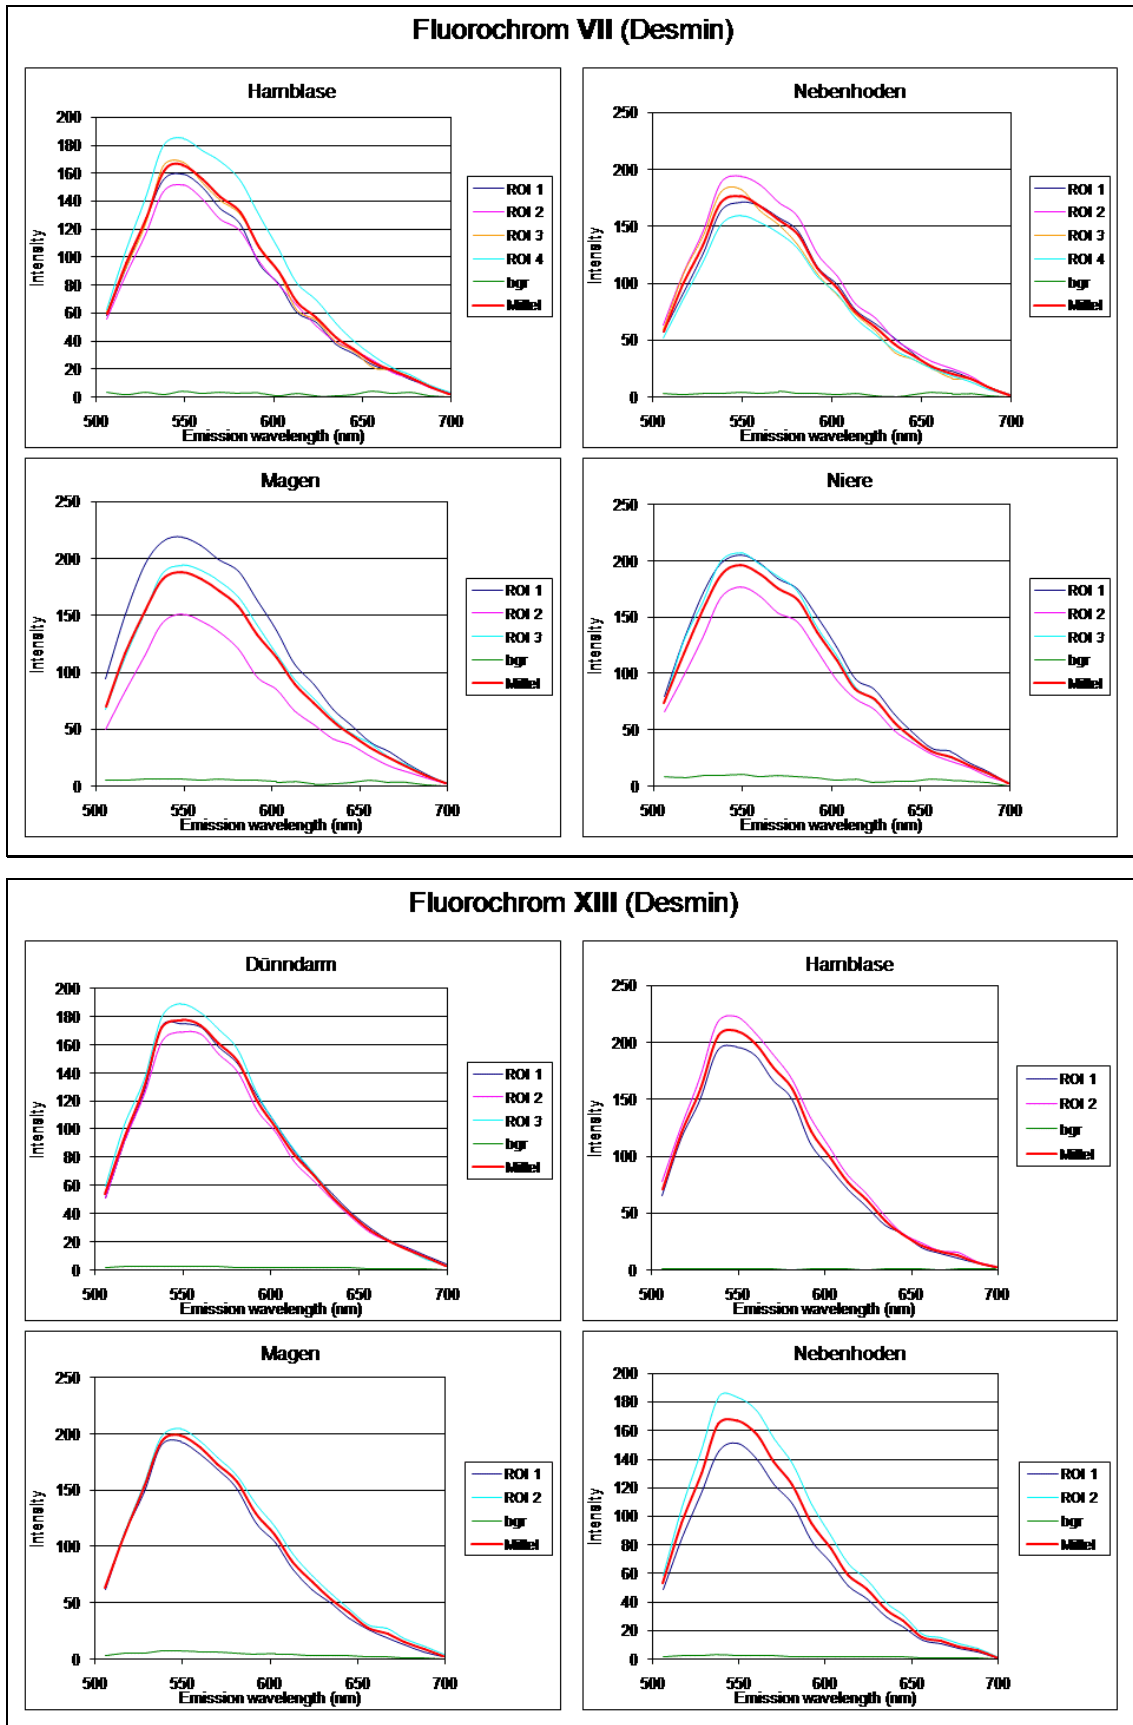 Fluorochrom VII (Desmin)
Harnblase
200
180
160
140
120
100
80
60
40
20
0
500 550 600 650 700
Intensity
Emission wavelength (nm)
ROI 1
ROI 2
ROI 3
ROI 4
bgr
Mittel
Nebenhoden
250
200
150
100
50
0
500 550 600 650 700
Intensity
Emission wavelength (nm)
ROI 1
ROI 2
ROI 3
ROI 4
bgr
Mittel
Magen
250
200
150
100
50
0
500 550 600 650 700
Intensity
Emission wavelength (nm)
ROI 1
ROI 2
ROI 3
bgr
Mittel
Niere
250
200
150
100
50
0
500 550 600 650 700
Intensity
Emission wavelength (nm)
ROI 1
ROI 2
ROI 3
bgr
Mittel
Fluorochrom XIII (Desmin)
Dünndarm
200
180
160
140
120
100
80
60
40
20
0
500 550 600 650 700
Intensity
Emission wavelength (nm)
ROI 1
ROI 2
ROI 3
bgr
Mittel
Harnblase
250
200
150
100
50
0
500 550 600 650 700
Intensity
Emission wavelength (nm)
ROI 1
ROI 2
bgr
Mittel
Magen
250
200
150
100
50
0
500 550 600 650 700
Intensity
Emission wavelength (nm)
ROI 1
ROI 2
bgr
Mittel
Nebenhoden
200
180
160
140
120
100
80
60
40
20
0
500 550 600 650 700
Intensity
Emission wavelength (nm)
ROI 1
ROI 2
bgr
Mittel